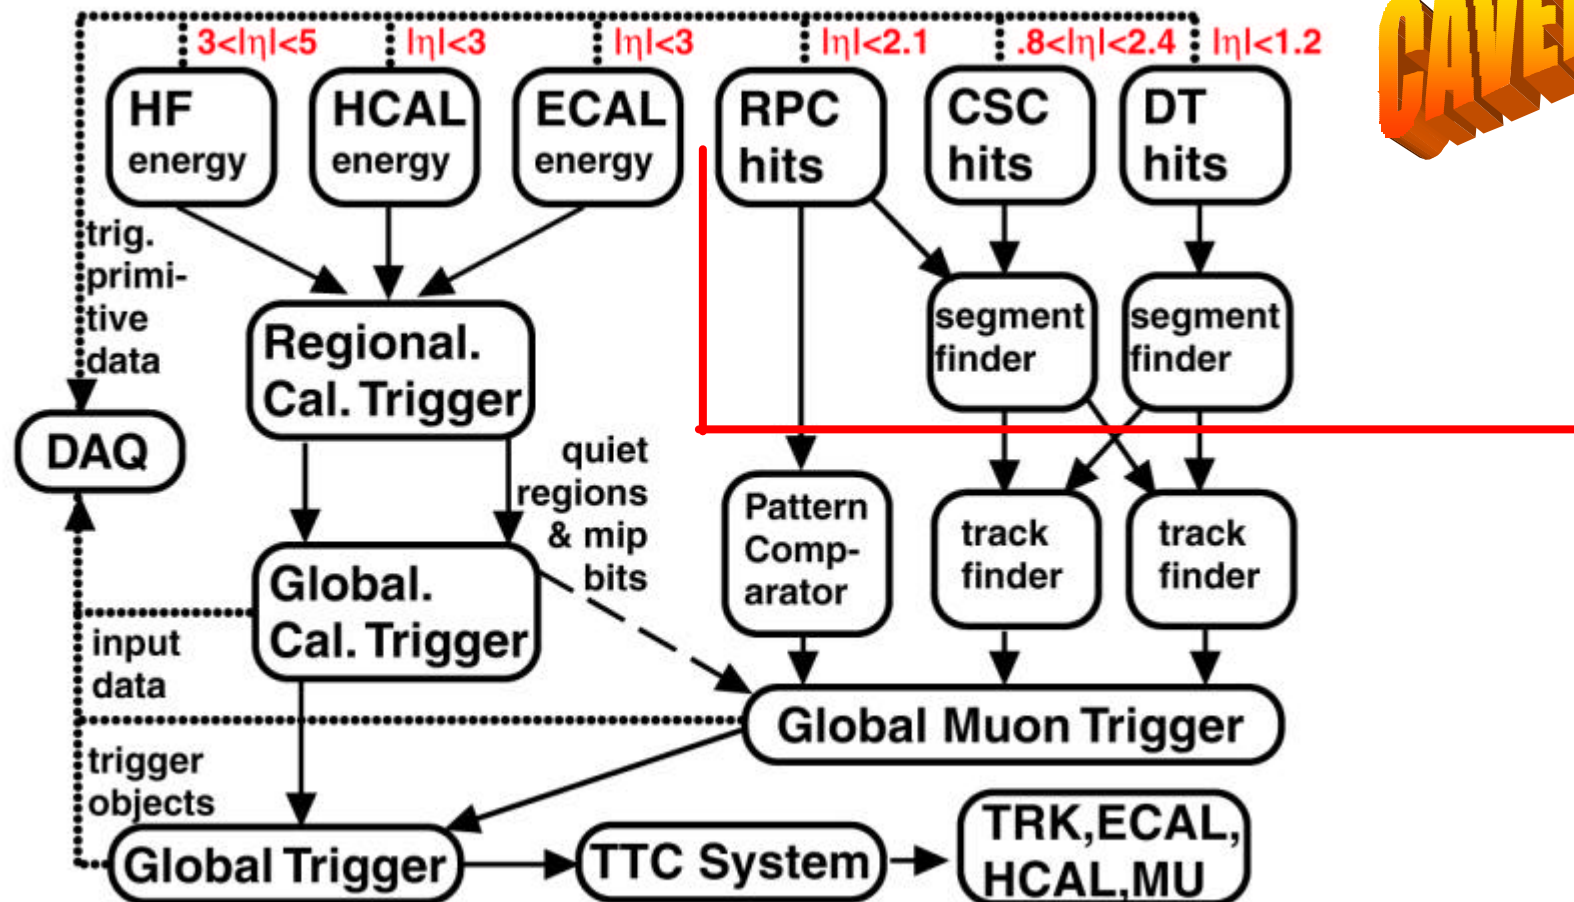 3<|η|<5
|η|<3
|η|<3
|η|<2.1
.8<|η|<2.4
|η|<1.2
HF
energy
HCAL
energy
ECAL
energy
RPC
hits
CSC
hits
DT
hits
trig.
primi-
tive
data
Regional.
Cal. Trigger
segment
finder
segment
finder
DAQ
quiet
regions
& mip
bits
Pattern
Comp-
arator
track
finder
track
finder
Global.
Cal. Trigger
input
data
Global Muon Trigger
trigger
objects
Global Trigger
TTC System
TRK,ECAL,
HCAL,MU